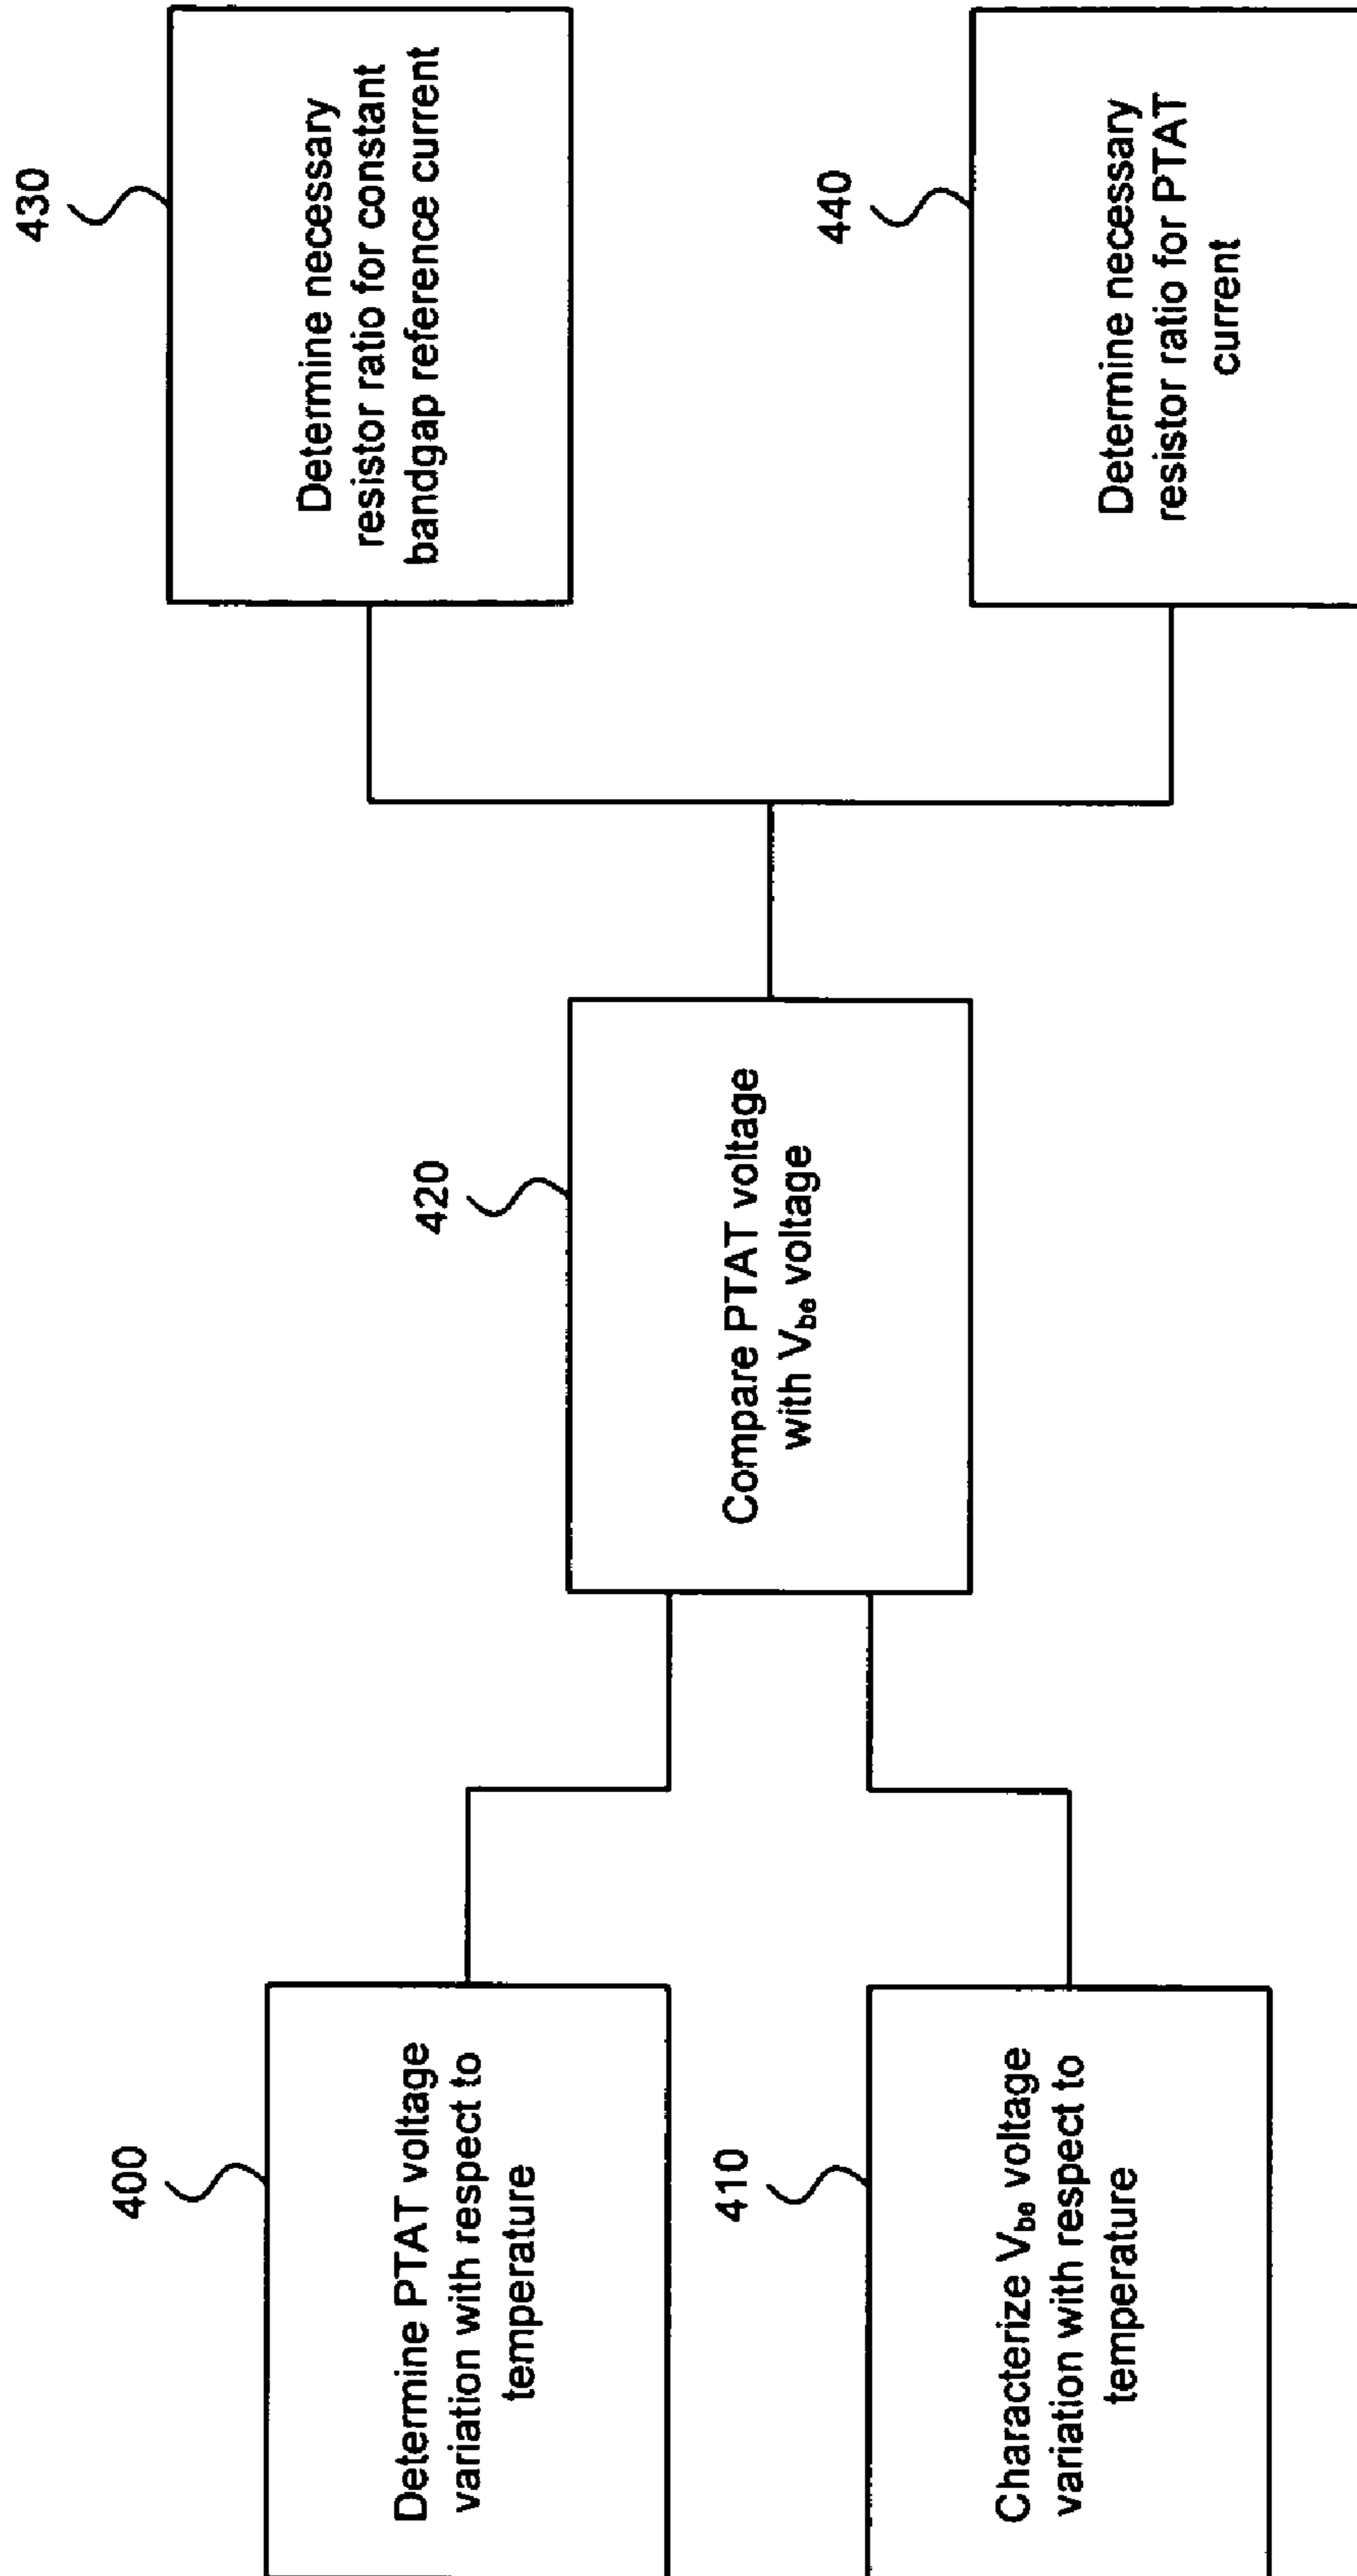 400
Determine PTAT voltage
variation with respect to
temperature
410
Characterize Vbe voltage
variation with respect to
temperature
420
Compare PTAT voltage
with Vbe voltage
430
Determine necessary
resistor ratio for constant
bandgap reference current
440
Determine necessary
resistor ratio for PTAT
current